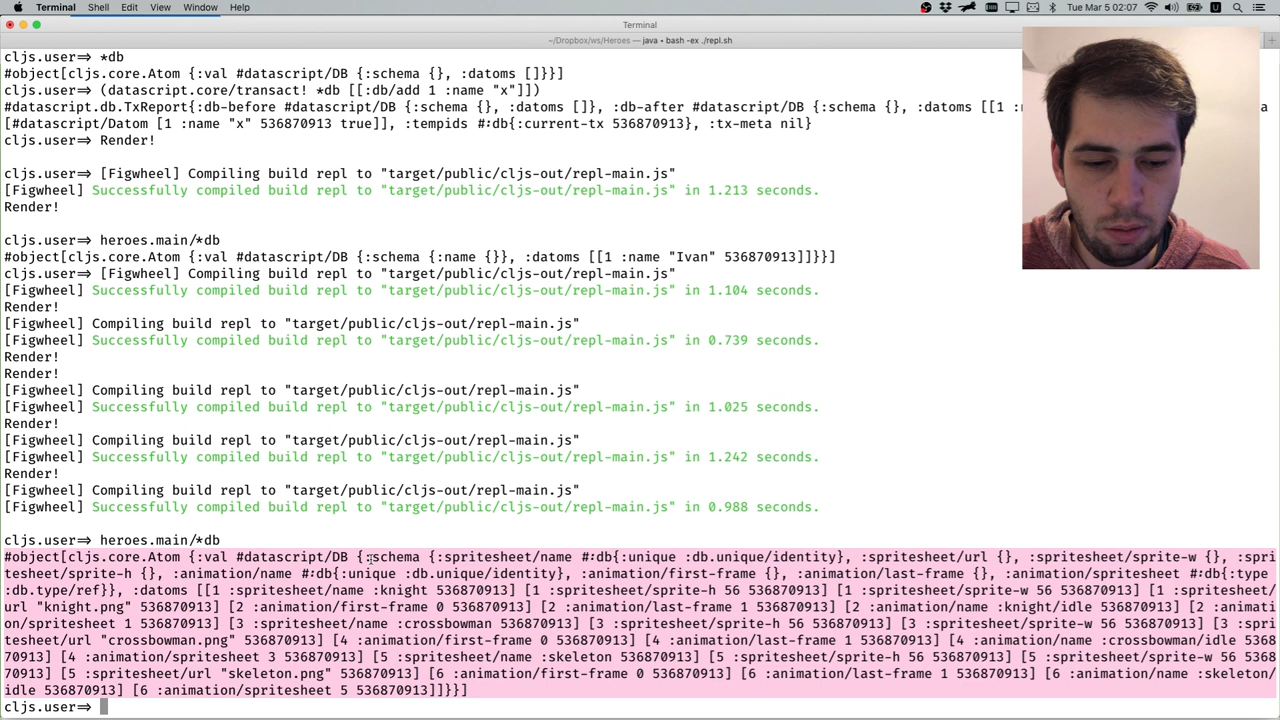 Terminal Shell Edit View Window Help Tue Mar 5 02:07
Terminal
~/Dropbox/ws/Heroes — java • bash -ex ./repl.sh
cljs.user=> *db
#object[cljs.core.Atom {:val #datascript/DB {:schema {}, :datoms []}}]
cljs.user=> (datascript.core/transact! *db [[:db/add 1 :name "x"]])
#datascript.db.TxReport{:db-before #datascript/DB {:schema {}, :datoms []}, :db-after #datascript/DB {:schema {}, :datoms [[1 :n
[#datascript/Datom [1 :name "x" 536870913 true]], :tempids #:db{:current-tx 536870913}, :tx-meta nil}
cljs.user=> Render!
cljs.user=> [Figwheel] Compiling build repl to "target/public/cljs-out/repl-main.js"
[Figwheel] Successfully compiled build repl to "target/public/cljs-out/repl-main.js" in 1.213 seconds.
Render!
cljs.user=> heroes.main/*db
#object[cljs.core.Atom {:val #datascript/DB {:schema {:name {}}, :datoms [[1 :name "Ivan" 536870913]]}}]
cljs.user=> [Figwheel] Compiling build repl to "target/public/cljs-out/repl-main.js"
[Figwheel] Successfully compiled build repl to "target/public/cljs-out/repl-main.js" in 1.104 seconds.
Render!
[Figwheel] Compiling build repl to "target/public/cljs-out/repl-main.js"
[Figwheel] Successfully compiled build repl to "target/public/cljs-out/repl-main.js" in 0.739 seconds.
Render!
Render!
[Figwheel] Compiling build repl to "target/public/cljs-out/repl-main.js"
[Figwheel] Successfully compiled build repl to "target/public/cljs-out/repl-main.js" in 1.025 seconds.
Render!
[Figwheel] Compiling build repl to "target/public/cljs-out/repl-main.js"
[Figwheel] Successfully compiled build repl to "target/public/cljs-out/repl-main.js" in 1.242 seconds.
Render!
[Figwheel] Compiling build repl to "target/public/cljs-out/repl-main.js"
[Figwheel] Successfully compiled build repl to "target/public/cljs-out/repl-main.js" in 0.988 seconds.
cljs.user=> heroes.main/*db
#object[cljs.core.Atom {:val #datascript/DB {:schema {:spritesheet/name #:db{:unique :db.unique/identity}, :spritesheet/url {}, :spritesheet/sprite-w {}, :spri
tesheet/sprite-h {}, :animation/name #:db{:unique :db.unique/identity}, :animation/first-frame {}, :animation/last-frame {}, :animation/spritesheet #:db{:type 
:db.type/ref}}, :datoms [[1 :spritesheet/name :knight 536870913] [1 :spritesheet/sprite-h 56 536870913] [1 :spritesheet/sprite-w 56 536870913] [1 :spritesheet/
url "knight.png" 536870913] [2 :animation/first-frame 0 536870913] [2 :animation/last-frame 1 536870913] [2 :animation/name :knight/idle 536870913] [2 :animati
on/spritesheet 1 536870913] [3 :spritesheet/name :crossbowman 536870913] [3 :spritesheet/sprite-h 56 536870913] [3 :spritesheet/sprite-w 56 536870913] [3 :spri
tesheet/url "crossbowman.png" 536870913] [4 :animation/first-frame 0 536870913] [4 :animation/last-frame 1 536870913] [4 :animation/name :crossbowman/idle 5368
70913] [4 :animation/spritesheet 3 536870913] [5 :spritesheet/name :skeleton 536870913] [5 :spritesheet/sprite-h 56 536870913] [5 :spritesheet/sprite-w 56 5368
70913] [5 :spritesheet/url "skeleton.png" 536870913] [6 :animation/first-frame 0 536870913] [6 :animation/last-frame 1 536870913] [6 :animation/name :skeleton/
idle 536870913] [6 :animation/spritesheet 5 536870913]]}}]
cljs.user=>